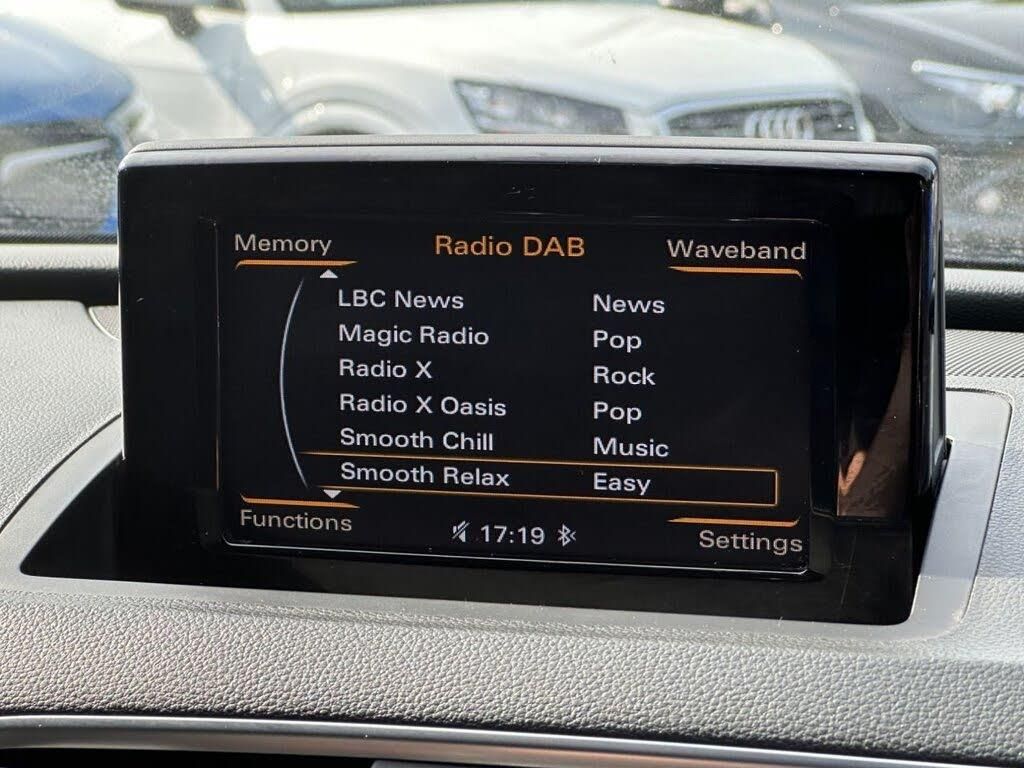 Memory Radio DAB Waveband
LBC News News
Magic Radio Pop
Radio X Rock
Radio X Oasis Pop
Smooth Chill Music
Smooth Relax Easy
Functions 17:19 Settings